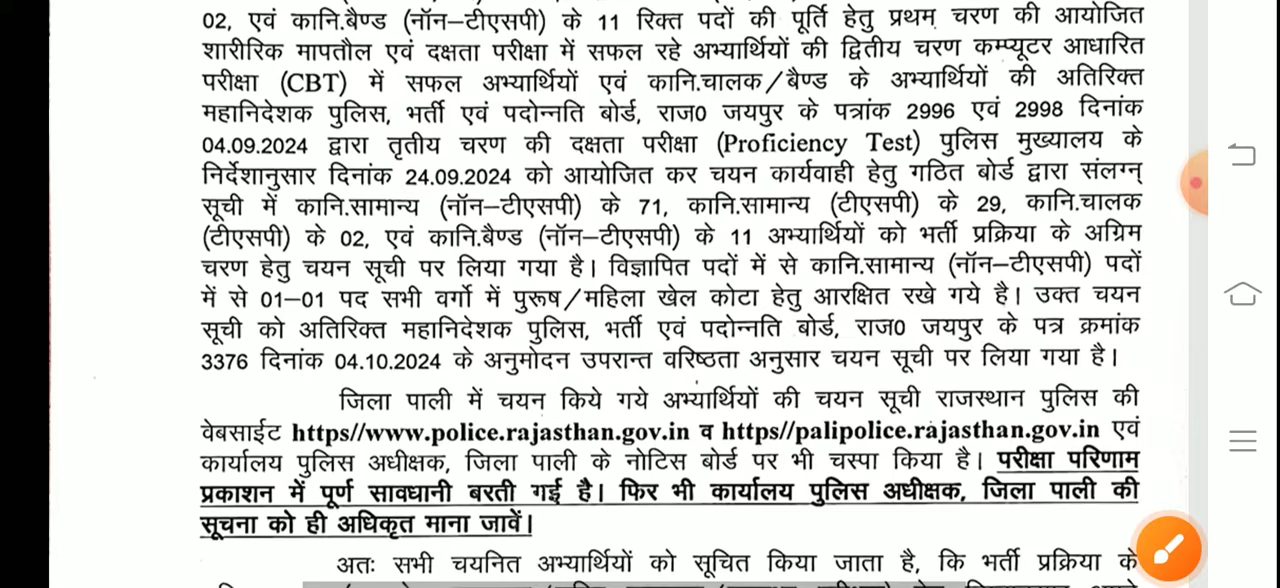 02, एवं कानि.बैण्ड (नॉन–टीएसपी) के 11 रिक्त पदों की पूर्ति हेतु प्रथम चरण की आयोजित
शारीरिक मापतौल एवं दक्षता परीक्षा में सफल रहे अभ्यार्थियों की द्वितीय चरण कम्प्यूटर आधारित
परीक्षा (CBT) में सफल अभ्यार्थियों एवं कानि.चालक/बैण्ड के अभ्यार्थियों की अतिरिक्त
महानिदेशक पुलिस, भर्ती एवं पदोन्नति बोर्ड, राज0 जयपुर के पत्रांक 2996 एवं 2998 दिनांक
04.09.2024 द्वारा तृतीय चरण की दक्षता परीक्षा (Proficiency Test) पुलिस मुख्यालय के
निर्देशानुसार दिनांक 24.09.2024 को आयोजित कर चयन कार्यवाही हेतु गठित बोर्ड द्वारा संलग्न
सूची में कानि.सामान्य (नॉन–टीएसपी) के 71, कानि.सामान्य (टीएसपी) के 29, कानि.चालक
(टीएसपी) के 02, एवं कानि.बैण्ड (नॉन–टीएसपी) के 11 अभ्यार्थियों को भर्ती प्रक्रिया के अग्रिम
चरण हेतु चयन सूची पर लिया गया है। विज्ञापित पदों में से कानि.सामान्य (नॉन–टीएसपी) पदों
में से 01–01 पद सभी वर्गो में पुरूष/महिला खेल कोटा हेतु आरक्षित रखे गये है। उक्त चयन
सूची को अतिरिक्त महानिदेशक पुलिस, भर्ती एवं पदोन्नति बोर्ड, राज0 जयपुर के पत्र क्रमांक
3376 दिनांक 04.10.2024 के अनुमोदन उपरान्त वरिष्ठता अनुसार चयन सूची पर लिया गया है।
जिला पाली में चयन किये गये अभ्यार्थियों की चयन सूची राजस्थान पुलिस की
वेबसाईट https//www.police.rajasthan.gov.in व https//palipolice.rajasthan.gov.in एवं
कार्यालय पुलिस अधीक्षक, जिला पाली के नोटिस बोर्ड पर भी चस्पा किया है। परीक्षा परिणाम
प्रकाशन में पूर्ण सावधानी बरती गई है। फिर भी कार्यालय पुलिस अधीक्षक, जिला पाली की
सूचना को ही अधिकृत माना जावें।
अतः सभी चयनित अभ्यार्थियों को सूचित किया जाता है, कि भर्ती प्रक्रिया के